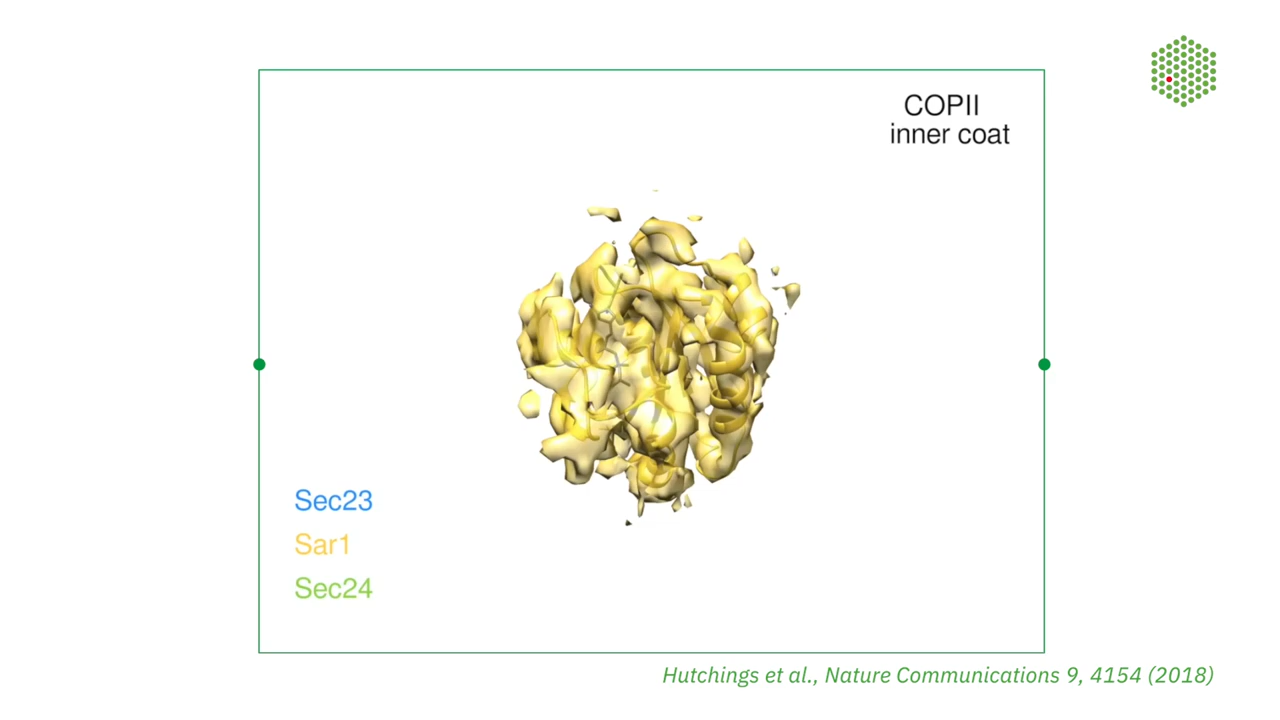 COPII
inner coat
Sec23
Sar1
Sec24
Hutchings et al., Nature Communications 9, 4154 (2018)